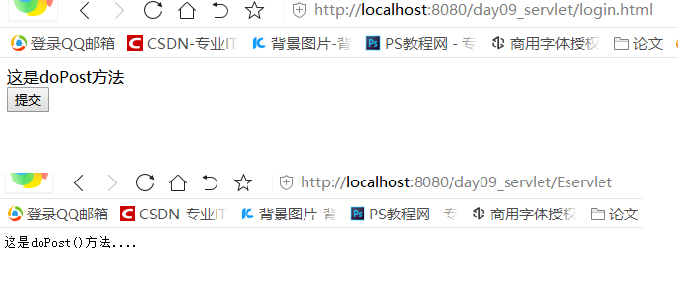 http://localhost:8080/day09_servlet/login.html
登录QQ邮箱 CSDN-专业IT 背景图片-背 PS教程网 - 专 商用字体授权 论文
这是doPost方法
提交
http://localhost:8080/day09_servlet/Eservlet
登录QQ邮箱 CSDN 专业IT 背景图片 背 PS教程网 专 商用字体授权 论文
这是doPost()方法....